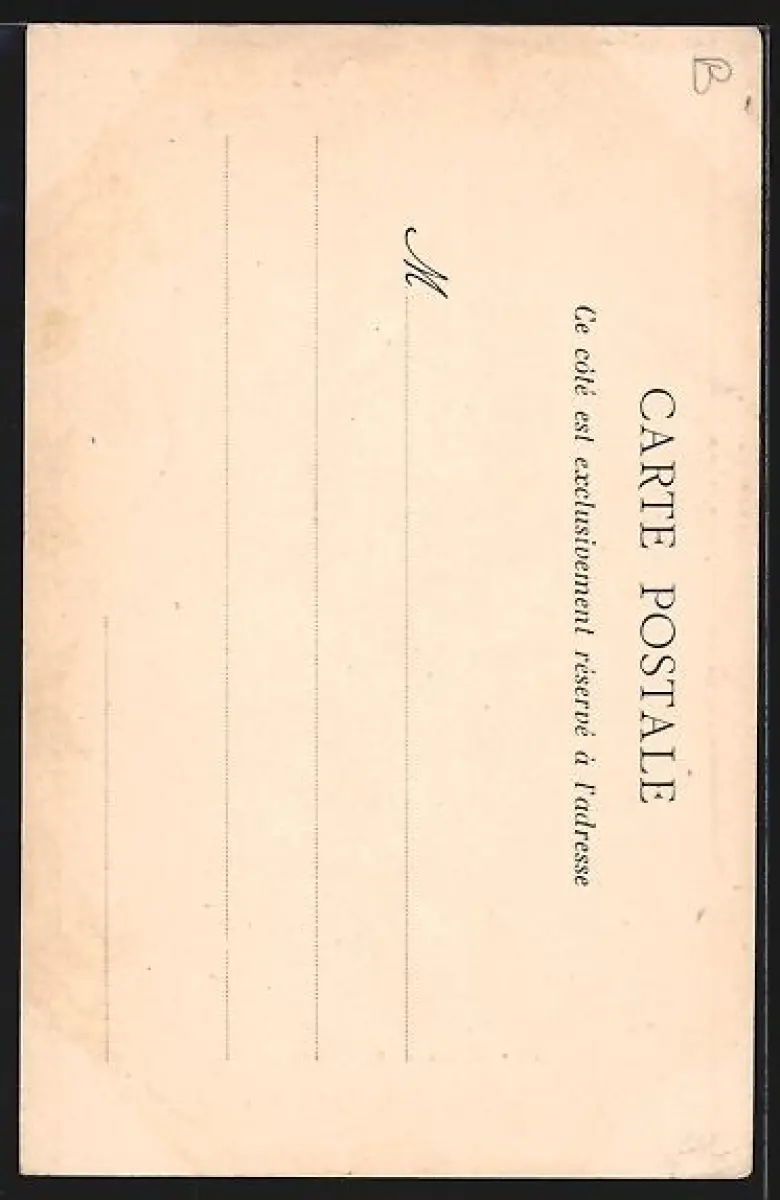 B
CARTE POSTALE
Ce côté est exclusivement réservé à l'adresse
M